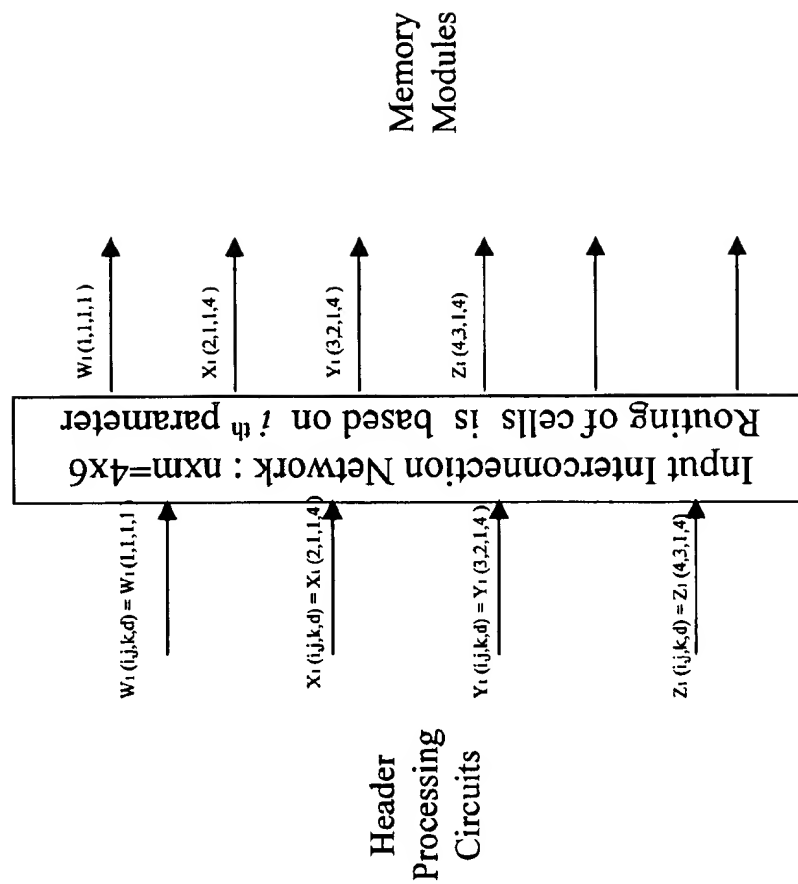 Header
Processing
Circuits
W1 (i,j,k,d) = W1 (1,1,1,1)
X1 (i,j,k,d) = X1 (2,1,1,4)
Y1 (i,j,k,d) = Y1 (3,2,1,4)
Z1 (i,j,k,d) = Z1 (4,3,1,4)
Input Interconnection Network : nxm=4x6
Routing of cells is based on i th parameter
W1 (1,1,1,1)
X1 (2,1,1,4)
Y1 (3,2,1,4)
Z1 (4,3,1,4)
Memory
Modules